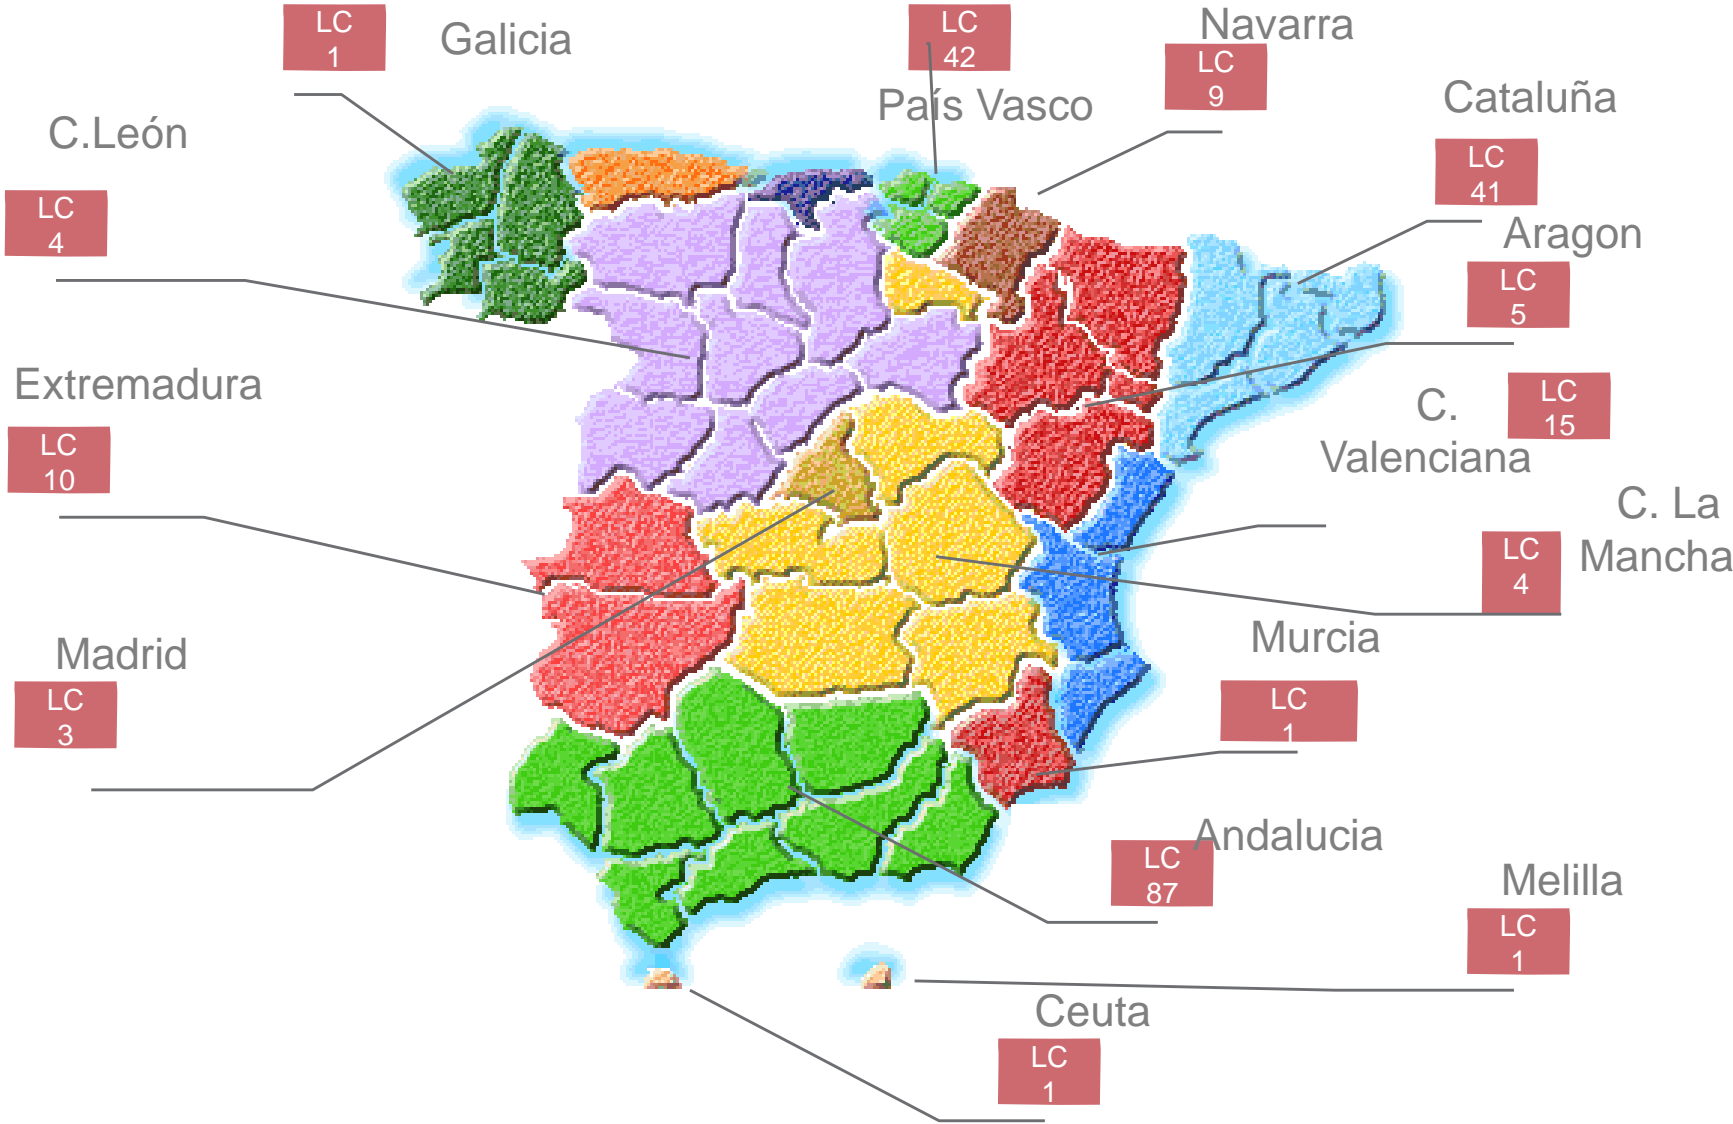 LC
1
Galicia
LC
42
País Vasco
Navarra
LC
9
Cataluña
LC
41
C.León
LC
4
Aragon
LC
5
Extremadura
LC
10
C.
Valenciana
LC
15
C. La
Mancha
LC
4
Madrid
LC
3
Murcia
LC
1
Andalucia
LC
87
Melilla
LC
1
Ceuta
LC
1